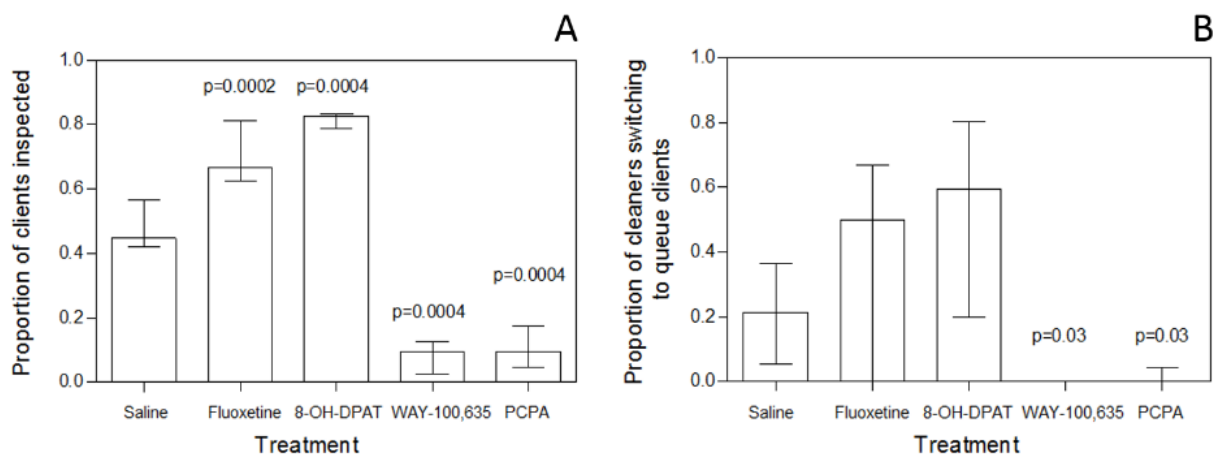 A
Proportion of clients inspected
1.0
0.8
0.6
0.4
0.2
0.0
p=0.0002
p=0.0004
p=0.0004
p=0.0004
Saline
Fluoxetine
8-OH-DPAT
WAY-100,635
PCPA
Treatment
B
Proportion of cleaners switching
to queue clients
1.0
0.8
0.6
0.4
0.2
0.0
p=0.03
p=0.03
Saline
Fluoxetine
8-OH-DPAT
WAY-100,635
PCPA
Treatment